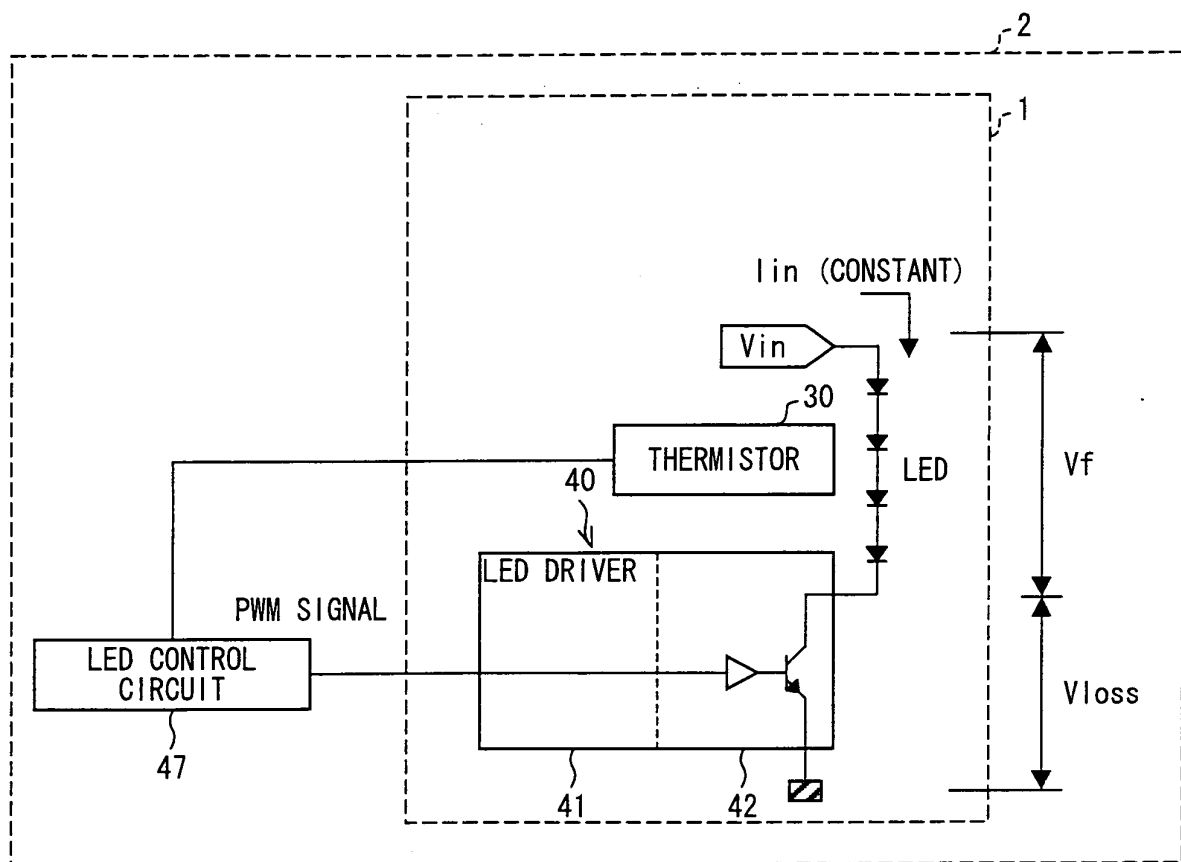 2
1
Iin (CONSTANT)
Vin
30
THERMISTOR
LED
Vf
40
LED DRIVER
PWM SIGNAL
LED CONTROL
CIRCUIT
Vloss
47
41
42